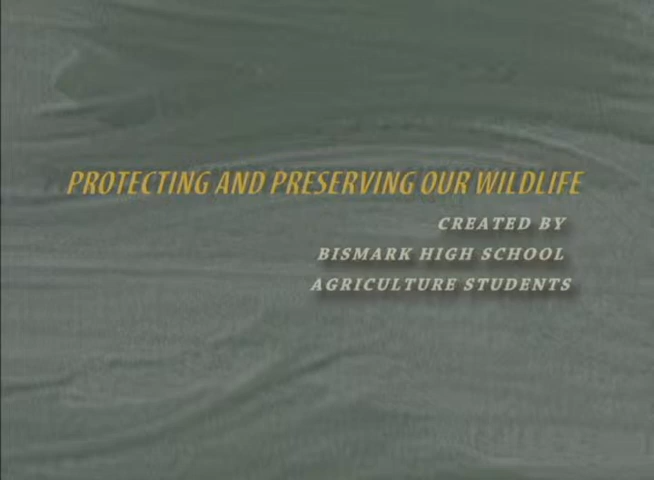 PROTECTING AND PRESERVING OUR WILDLIFE
CREATED BY
BISMARK HIGH SCHOOL
AGRICULTURE STUDENTS